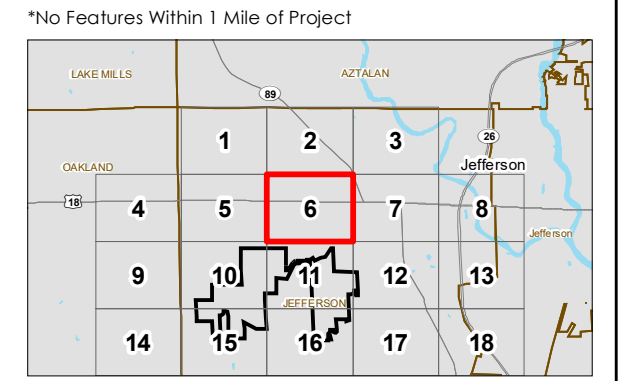 *No Features Within 1 Mile of Project
LAKE MILLS
AZTALAN
89
1 2 3
26
Jefferson
OAKLAND
18
4 5 6 7 8
Jefferson
9 10 11 12 13
JEFFERSON
14 15 16 17 18